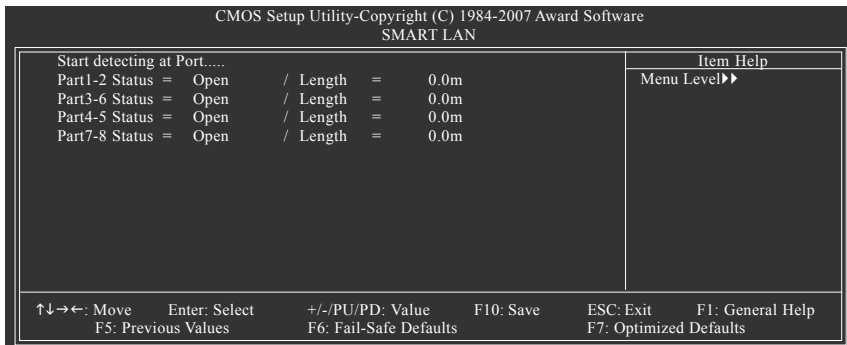 CMOS Setup Utility-Copyright (C) 1984-2007 Award Software
SMART LAN
Start detecting at Port.....
Part1-2 Status = Open / Length = 0.0m
Part3-6 Status = Open / Length = 0.0m
Part4-5 Status = Open / Length = 0.0m
Part7-8 Status = Open / Length = 0.0m
Item Help
Menu Level▶▶
↑↓→←: Move Enter: Select +/-/PU/PD: Value F10: Save ESC: Exit F1: General Help
F5: Previous Values F6: Fail-Safe Defaults F7: Optimized Defaults